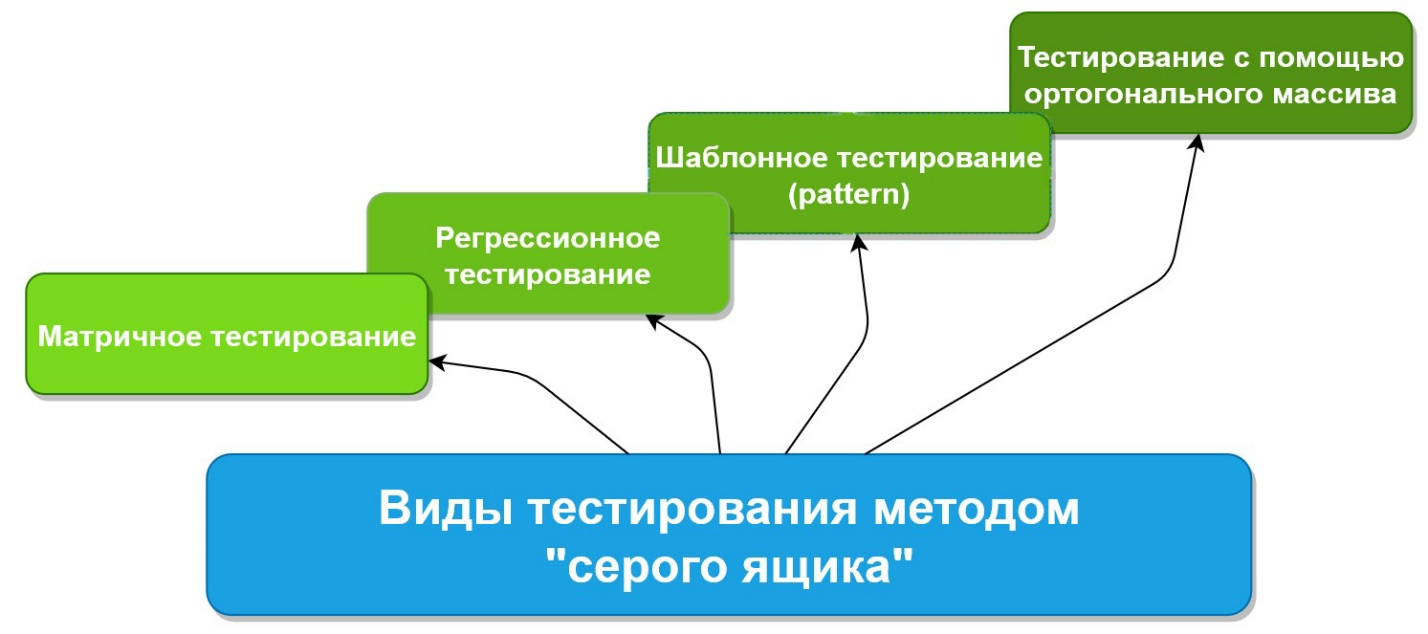 Тестирование с помощью
ортогонального массива
Шаблонное тестирование
(pattern)
Регрессионное
тестирование
Матричное тестирование
Виды тестирования методом
"серого ящика"